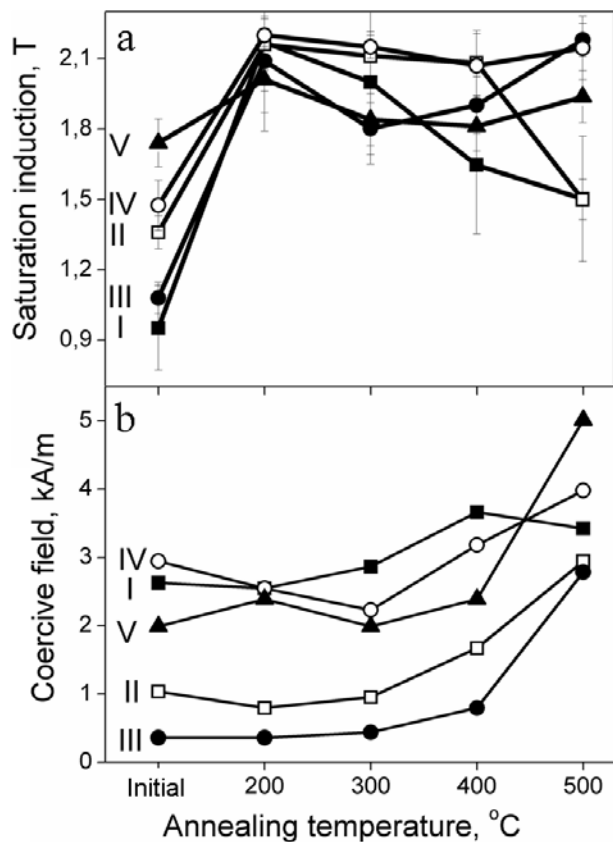 a
Saturation induction, T
2,1
1,8
1,5
1,2
0,9
V
IV
II
III
I
b
Coercive field, kA/m
5
4
3
2
1
0
IV
I
V
II
III
Initial 200 300 400 500
Annealing temperature, °C